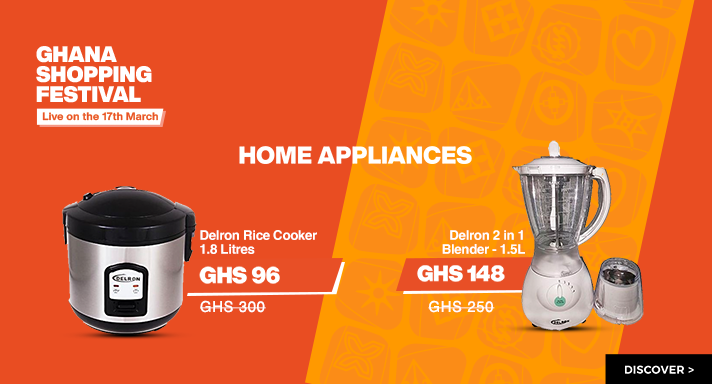 GHANA
SHOPPING
FESTIVAL
Live on the 17th March
HOME APPLIANCES
Delron Rice Cooker
1.8 Litres
GHS 96
GHS 300
DELRON
Delron 2 in 1
Blender - 1.5L
GHS 148
GHS 250
DISCOVER >